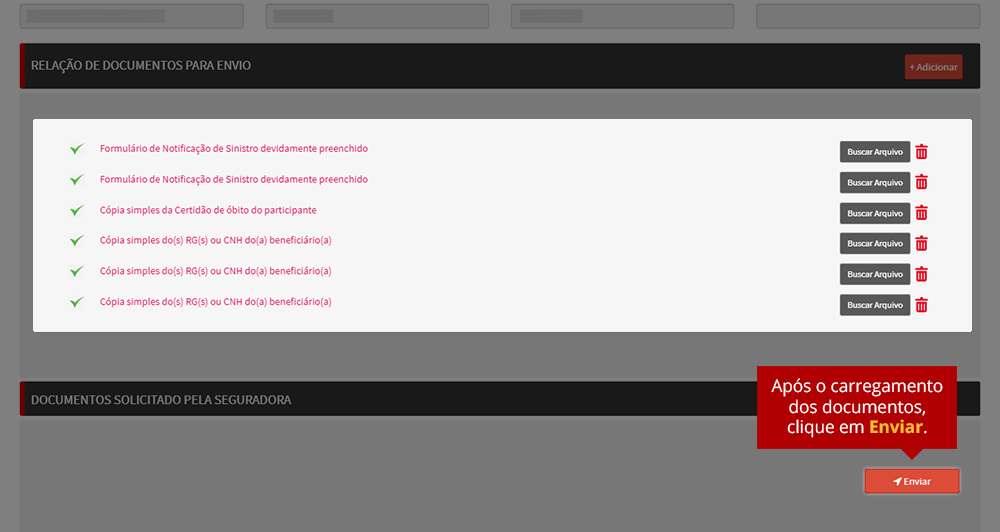 RELAÇÃO DE DOCUMENTOS PARA ENVIO
+ Adicionar
Formulário de Notificação de Sinistro devidamente preenchido
Buscar Arquivo
Formulário de Notificação de Sinistro devidamente preenchido
Buscar Arquivo
Cópia simples da Certidão de óbito do participante
Buscar Arquivo
Cópia simples do(s) RG(s) ou CNH do(a) beneficiário(a)
Buscar Arquivo
Cópia simples do(s) RG(s) ou CNH do(a) beneficiário(a)
Buscar Arquivo
Cópia simples do(s) RG(s) ou CNH do(a) beneficiário(a)
Buscar Arquivo
DOCUMENTOS SOLICITADO PELA SEGURADORA
Após o carregamento
dos documentos,
clique em Enviar.
Enviar